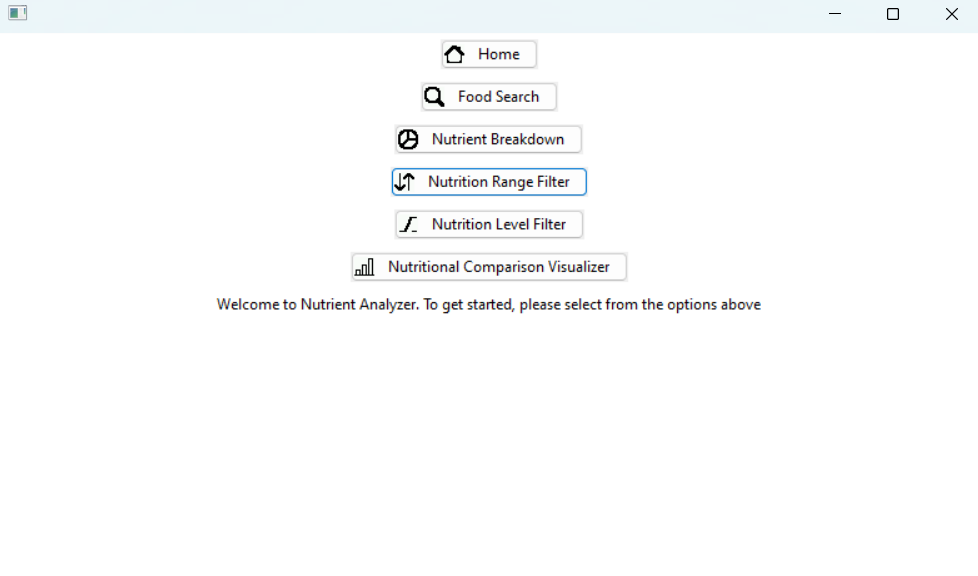 Home
Food Search
Nutrient Breakdown
Nutrition Range Filter
Nutrition Level Filter
Nutritional Comparison Visualizer
Welcome to Nutrient Analyzer. To get started, please select from the options above